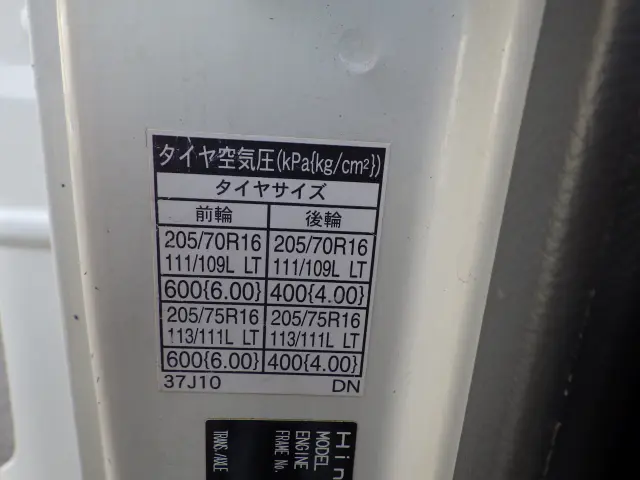 タイヤ空気圧(kPa{kg/cm²})
タイヤサイズ
前輪 後輪
205/70R16 205/70R16
111/109L LT 111/109L LT
600{6.00} 400{4.00}
205/75R16 205/75R16
113/111L LT 113/111L LT
600{6.00} 400{4.00}
37J10 DN
Hin
MODEL
ENGINE
FRAME No.
TRANS./AXLE